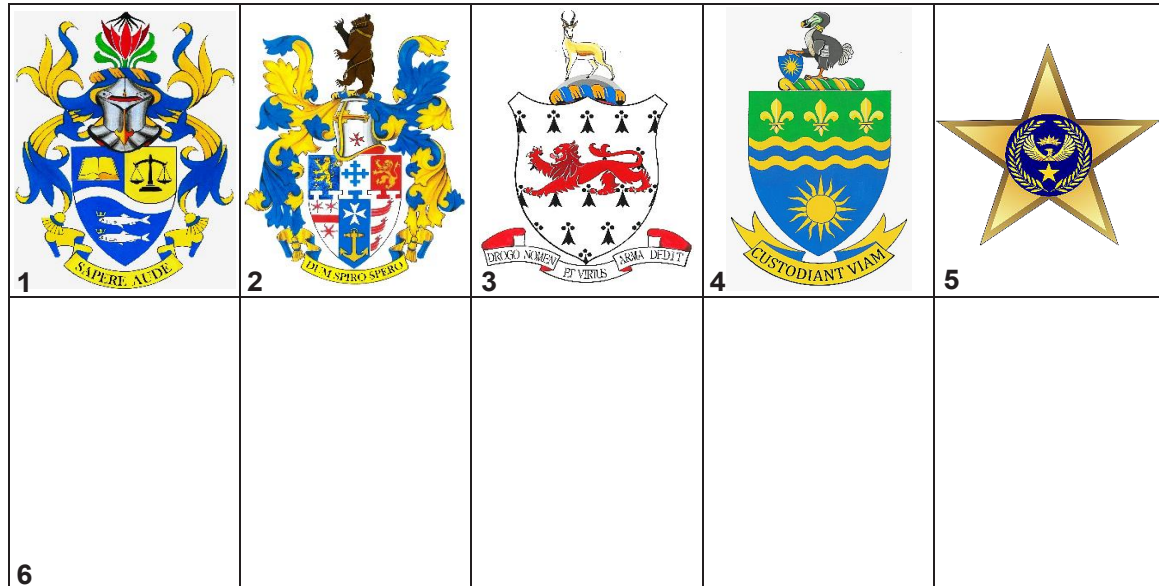 SAPERE AUDE
1
DUM SPIRO SPERO
2
DROGO NOMEN ET VIRTUS ARMA DEDIT
3
CUSTODIANT VIAM
4
5
6